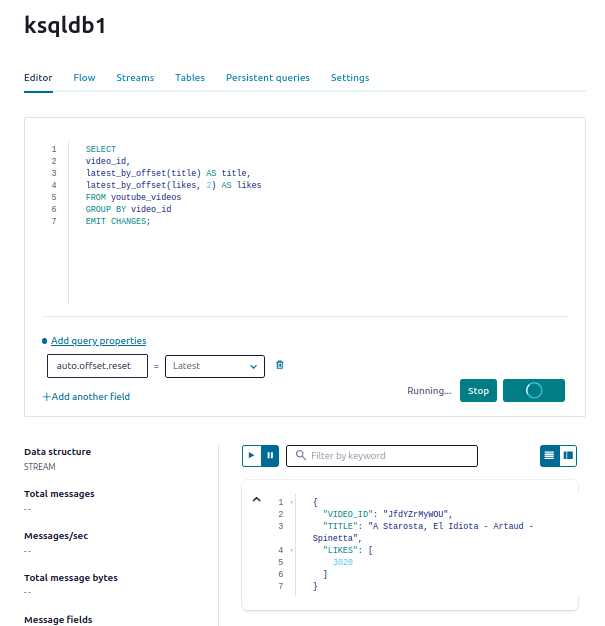 ksqldb1
Editor Flow Streams Tables Persistent queries Settings
1 SELECT
2 video_id,
3 latest_by_offset(title) AS title,
4 latest_by_offset(likes, 2) AS likes
5 FROM youtube_videos
6 GROUP BY video_id
7 EMIT CHANGES;
Add query properties
auto.offset.reset = Latest
+Add another field
Running... Stop
Data structure
STREAM
Total messages
--
Messages/sec
--
Total message bytes
--
Message fields
Filter by keyword
1 {
2 "VIDEO_ID": "JfdYZrMyWOU",
3 "TITLE": "A Starosta, El Idiota - Artaud -
Spinetta",
4 "LIKES": [
5 3020
6 ]
7 }